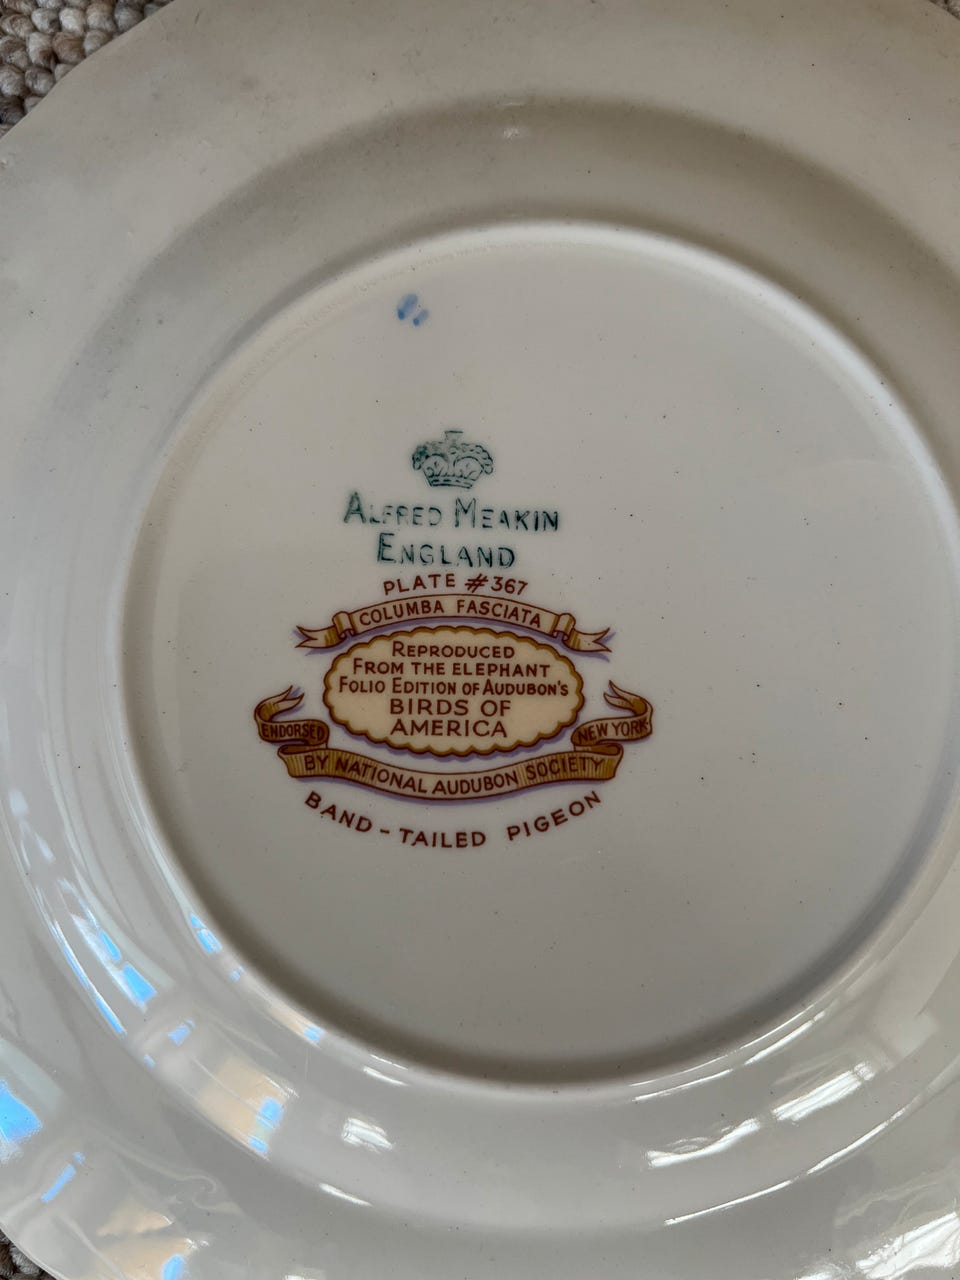 ALFRED MEAKIN
ENGLAND
PLATE #367
COLUMBA FASCIATA
REPRODUCED
FROM THE ELEPHANT
FOLIO EDITION OF AUDUBON'S
BIRDS OF
AMERICA
ENDORSED
BY NATIONAL AUDUBON SOCIETY
NEW YORK
BAND-TAILED PIGEON